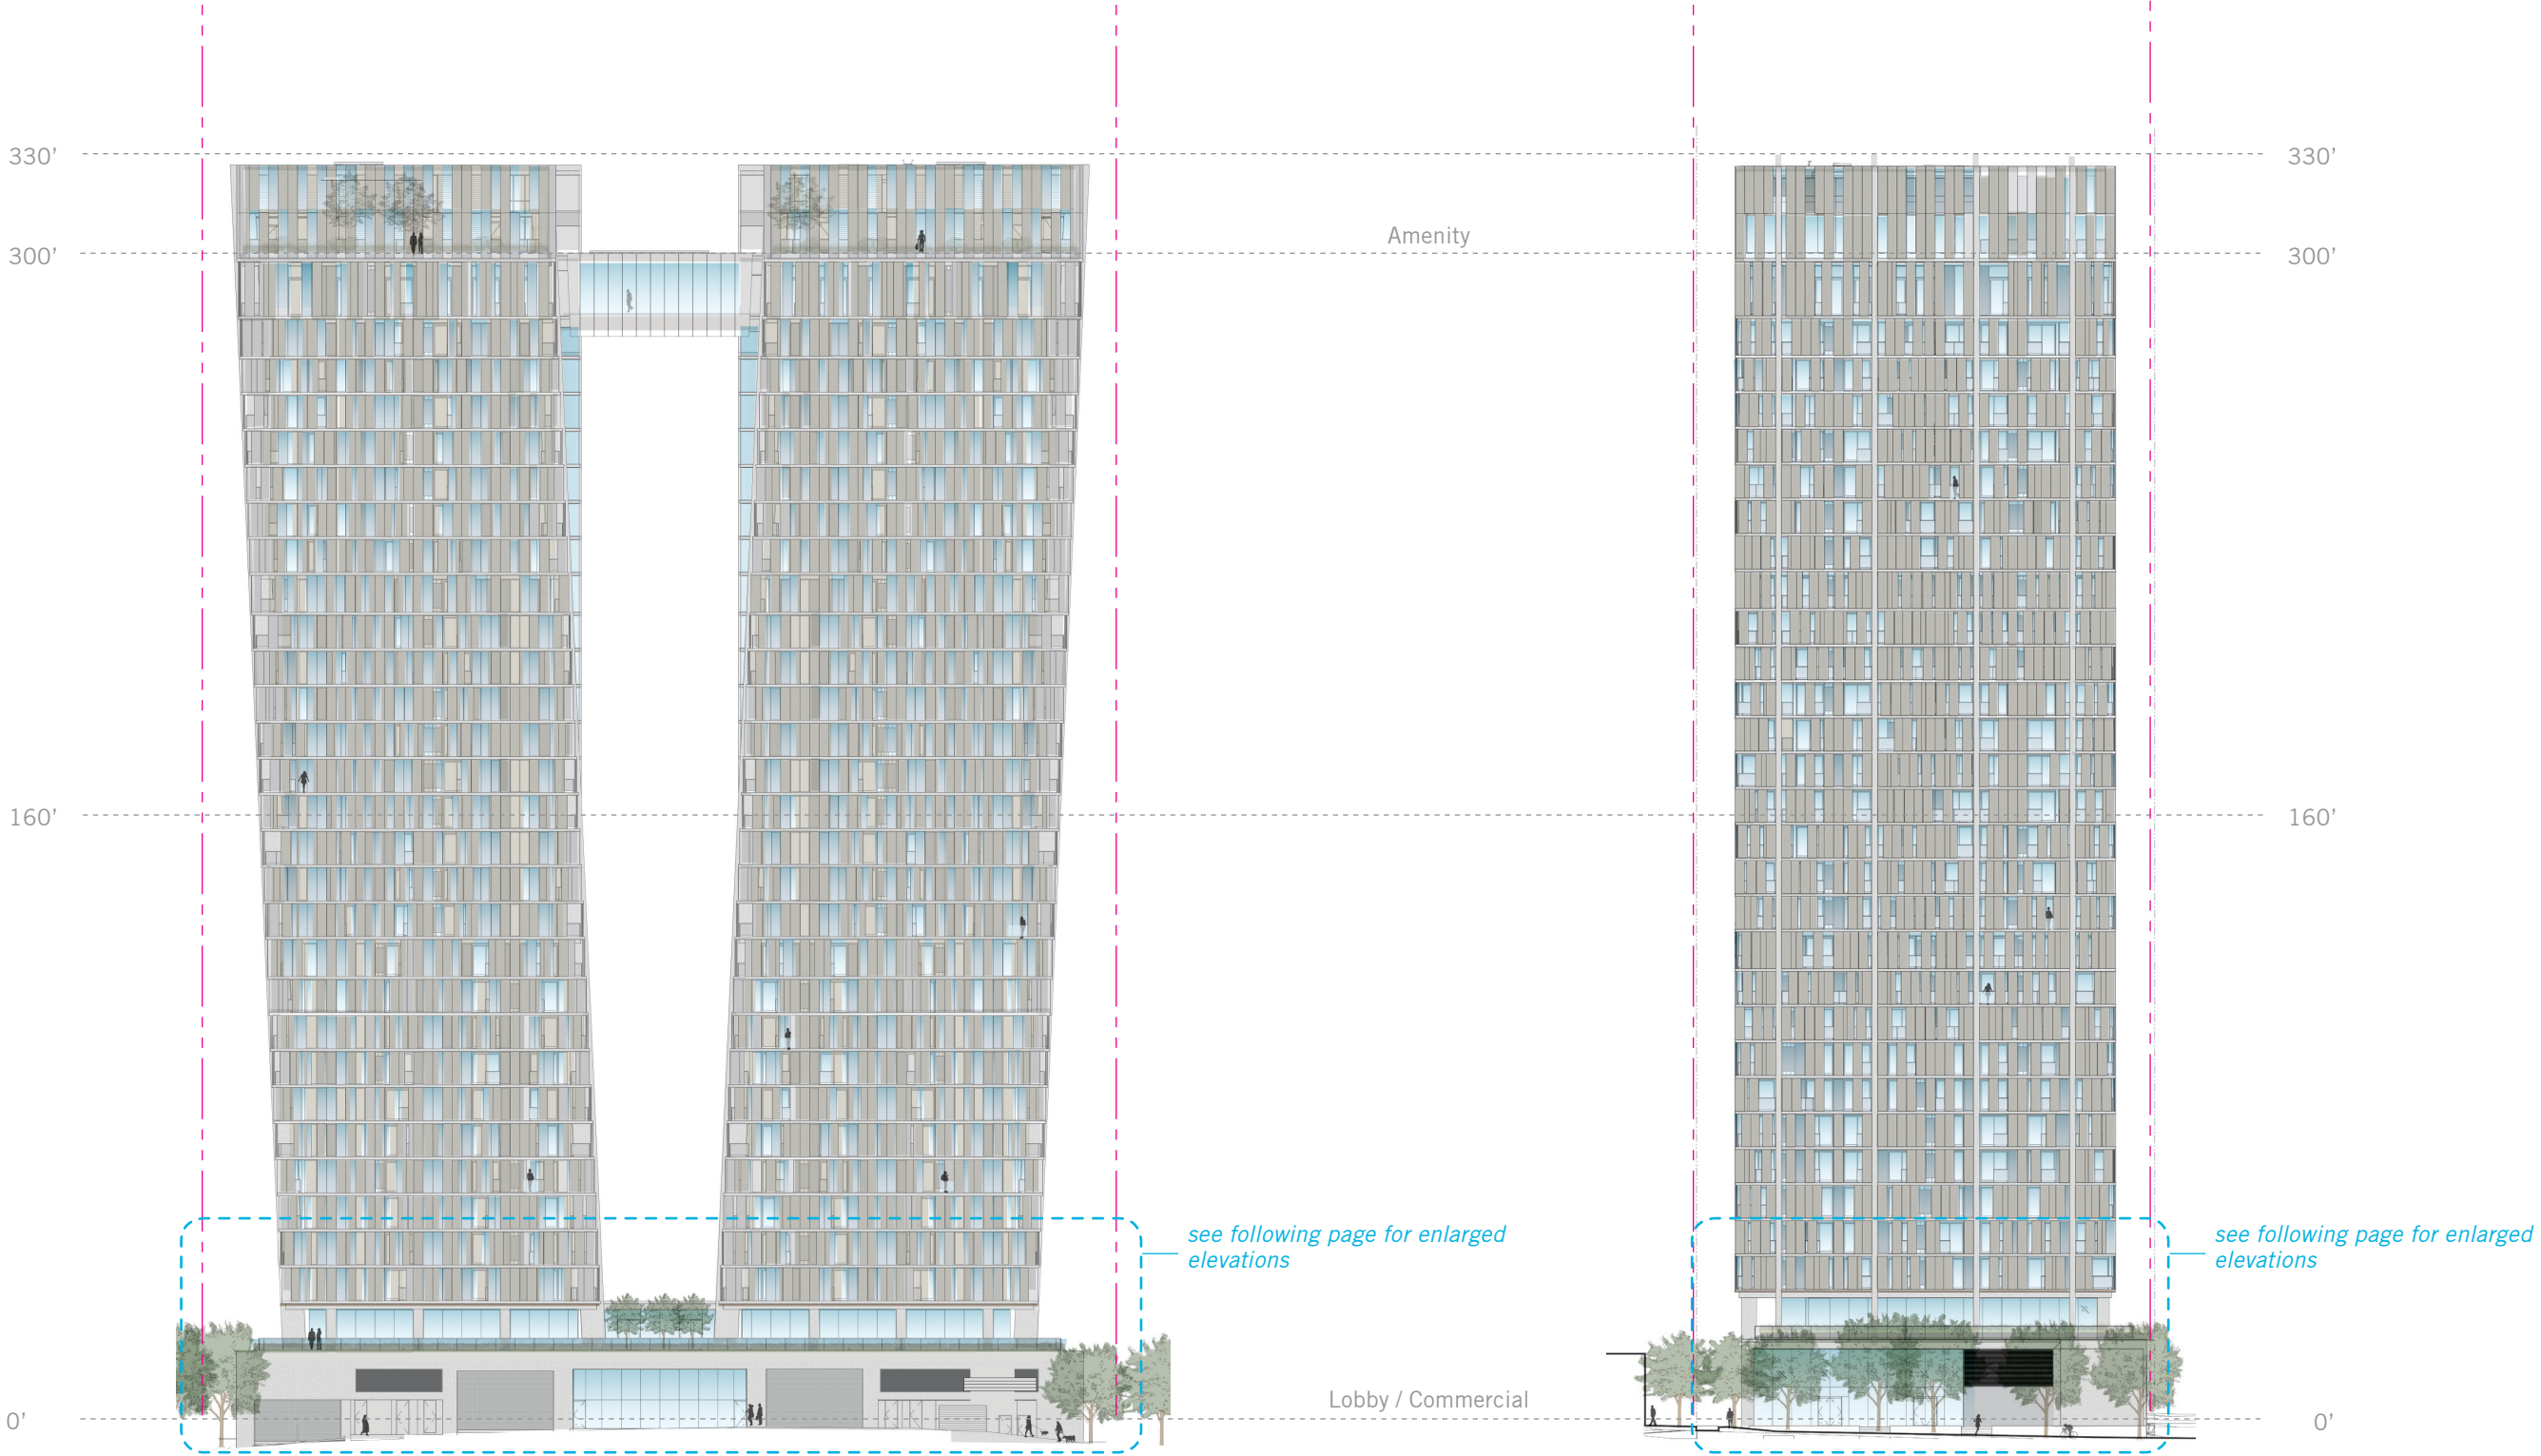 330’
330’
Amenity
300’
300’
160’
160’
see following page for enlarged
elevations
see following page for enlarged
elevations
Lobby / Commercial
0’
0’